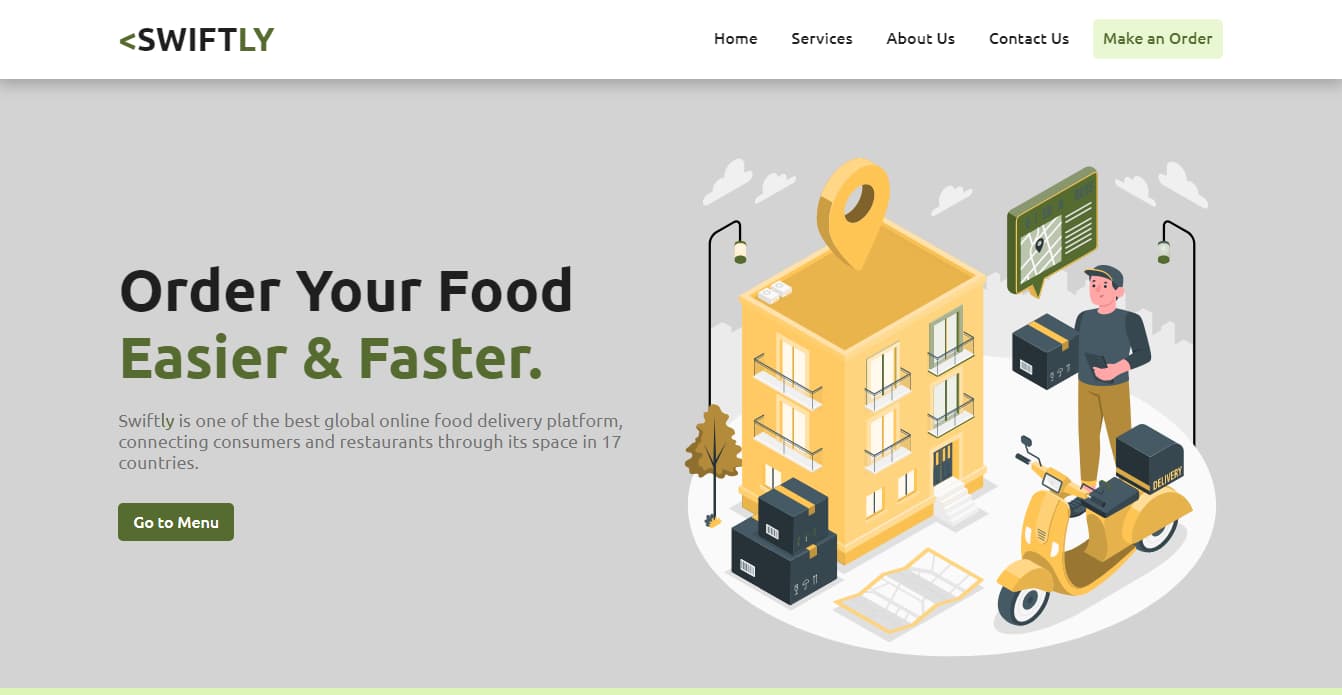 <SWIFTLY
Home Services About Us Contact Us Make an Order
Order Your Food
Easier & Faster.
Swiftly is one of the best global online food delivery platform,
connecting consumers and restaurants through its space in 17
countries.
Go to Menu
DELIVERY